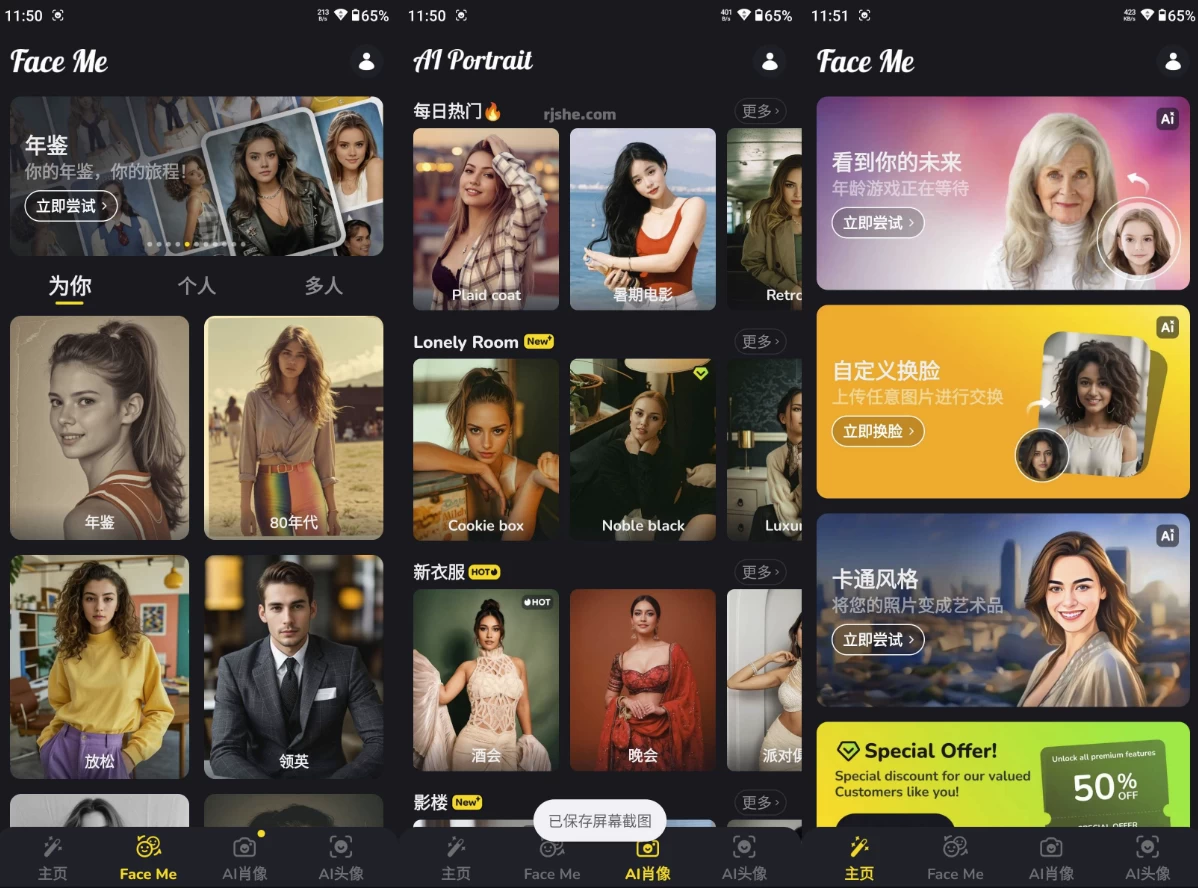 11:50
213
B/s
65%
Face Me
年鉴
你的年鉴，你的旅程!
立即尝试 ›
为你
个人
多人
年鉴
80年代
放松
领英
主页
Face Me
AI肖像
AI头像
11:50
401
B/s
65%
AI Portrait
每日热门🔥
rjshe.com
更多 ›
Plaid coat
暑期电影
Retro
Lonely Room New+
更多 ›
Cookie box
Noble black
Luxur
新衣服 HOT
更多 ›
HOT
酒会
晚会
派对俱
影楼 New+
更多 ›
已保存屏幕截图
主页
Face Me
AI肖像
AI头像
11:51
423
KB/s
65%
Face Me
Ai
看到你的未来
年龄游戏正在等待
立即尝试 ›
Ai
自定义换脸
上传任意图片进行交换
立即换脸 ›
Ai
卡通风格
将您的照片变成艺术品
立即尝试 ›
Special Offer!
Special discount for our valued
Customers like you!
Unlock all premium features
50%
OFF
SPECIAL OFFER
主页
Face Me
AI肖像
AI头像